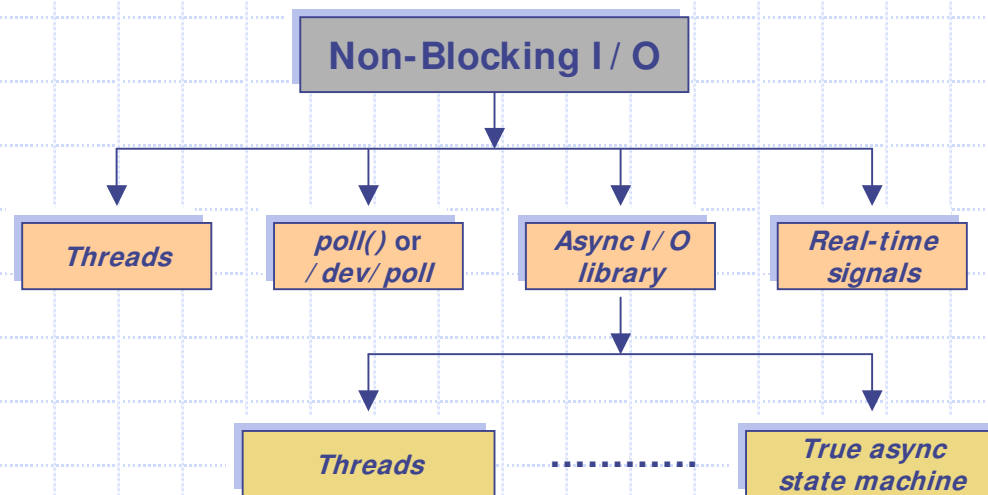 Non-Blocking I / O
Threads
poll() or
/ dev/ poll
Async I / O
library
Real-time
signals
Threads
............
True async
state machine